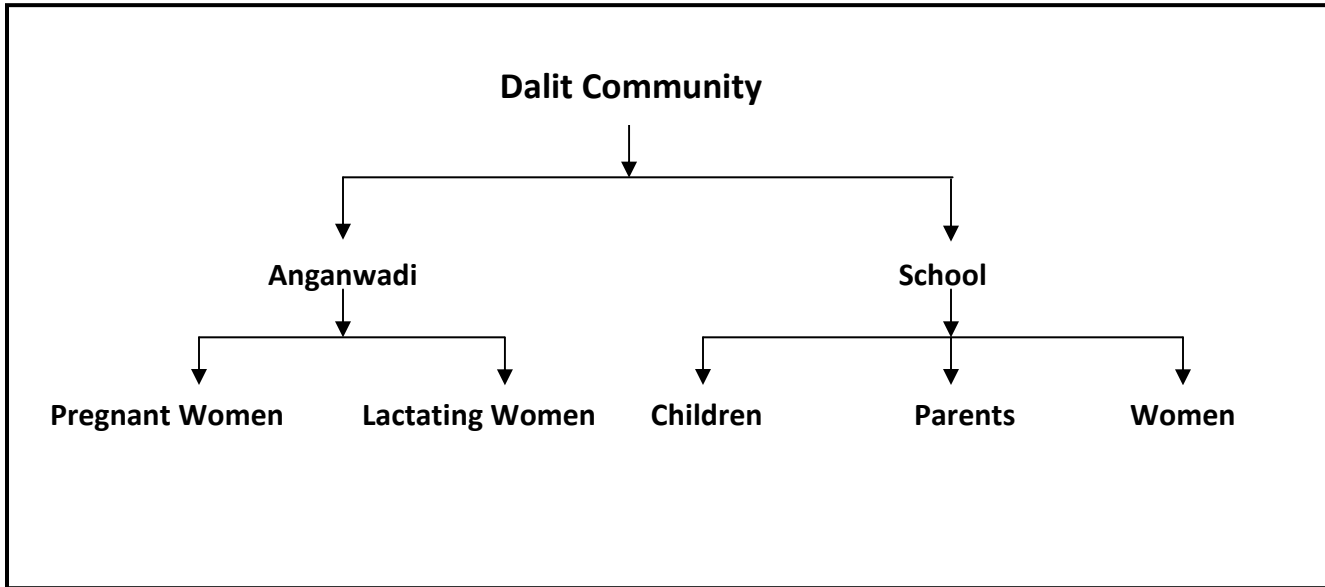 Dalit Community
Anganwadi School
Pregnant Women Lactating Women Children Parents Women